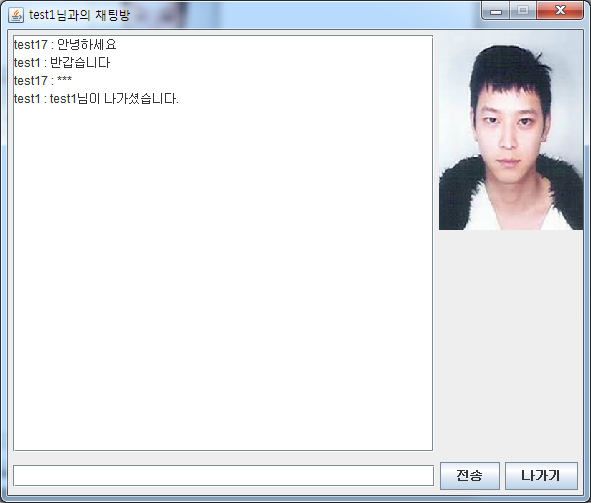 test1님과의 채팅방
test17 : 안녕하세요
test1 : 반갑습니다
test17 : ***
test1 : test1님이 나가셨습니다.
전송
나가기